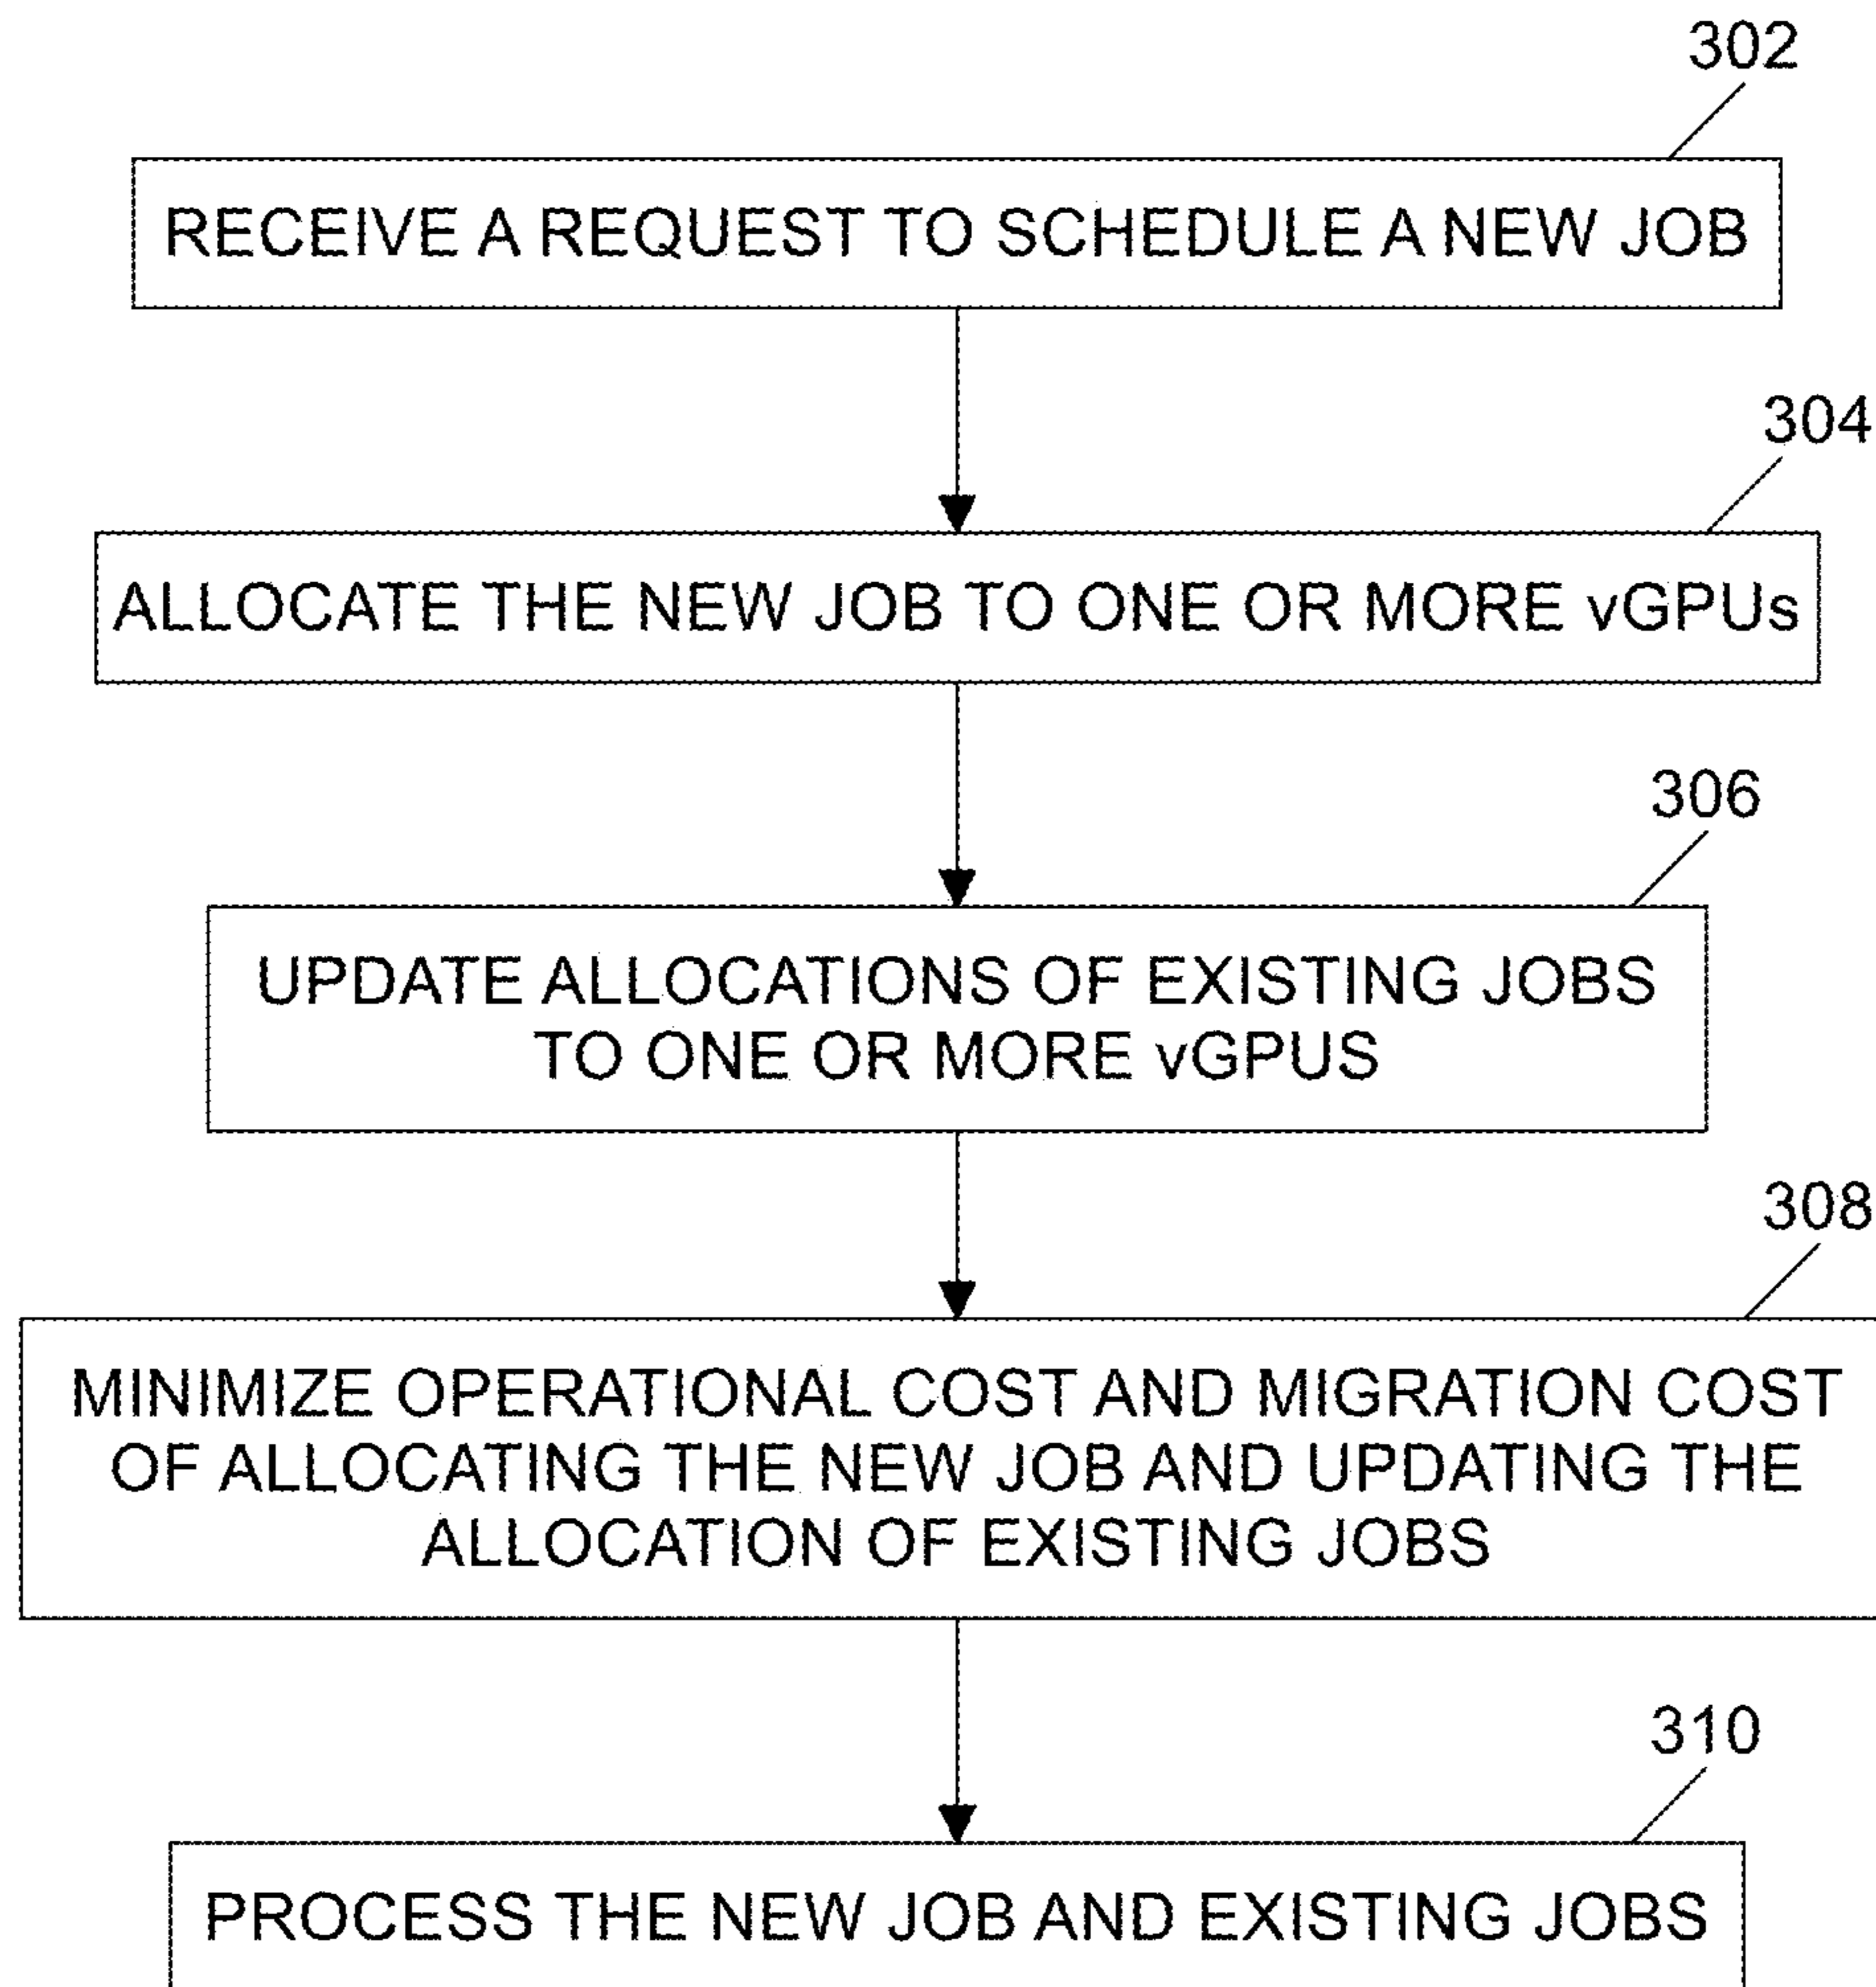 302
RECEIVE A REQUEST TO SCHEDULE A NEW JOB
304
ALLOCATE THE NEW JOB TO ONE OR MORE vGPUs
306
UPDATE ALLOCATIONS OF EXISTING JOBS
TO ONE OR MORE vGPUS
308
MINIMIZE OPERATIONAL COST AND MIGRATION COST
OF ALLOCATING THE NEW JOB AND UPDATING THE
ALLOCATION OF EXISTING JOBS
310
PROCESS THE NEW JOB AND EXISTING JOBS